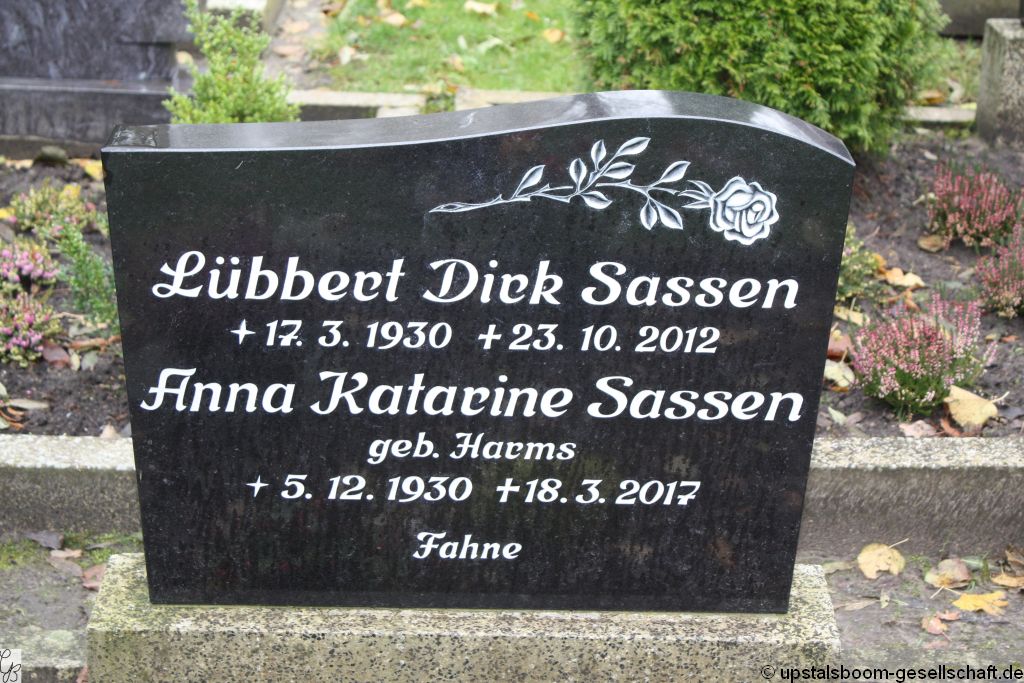 Lübbert Dirk Sassen
+ 17. 3. 1930 + 23. 10. 2012
Anna Katarine Sassen
geb. Harms
+ 5. 12. 1930 + 18. 3. 2017
Fahne
© upstalsboom-gesellschaft.de